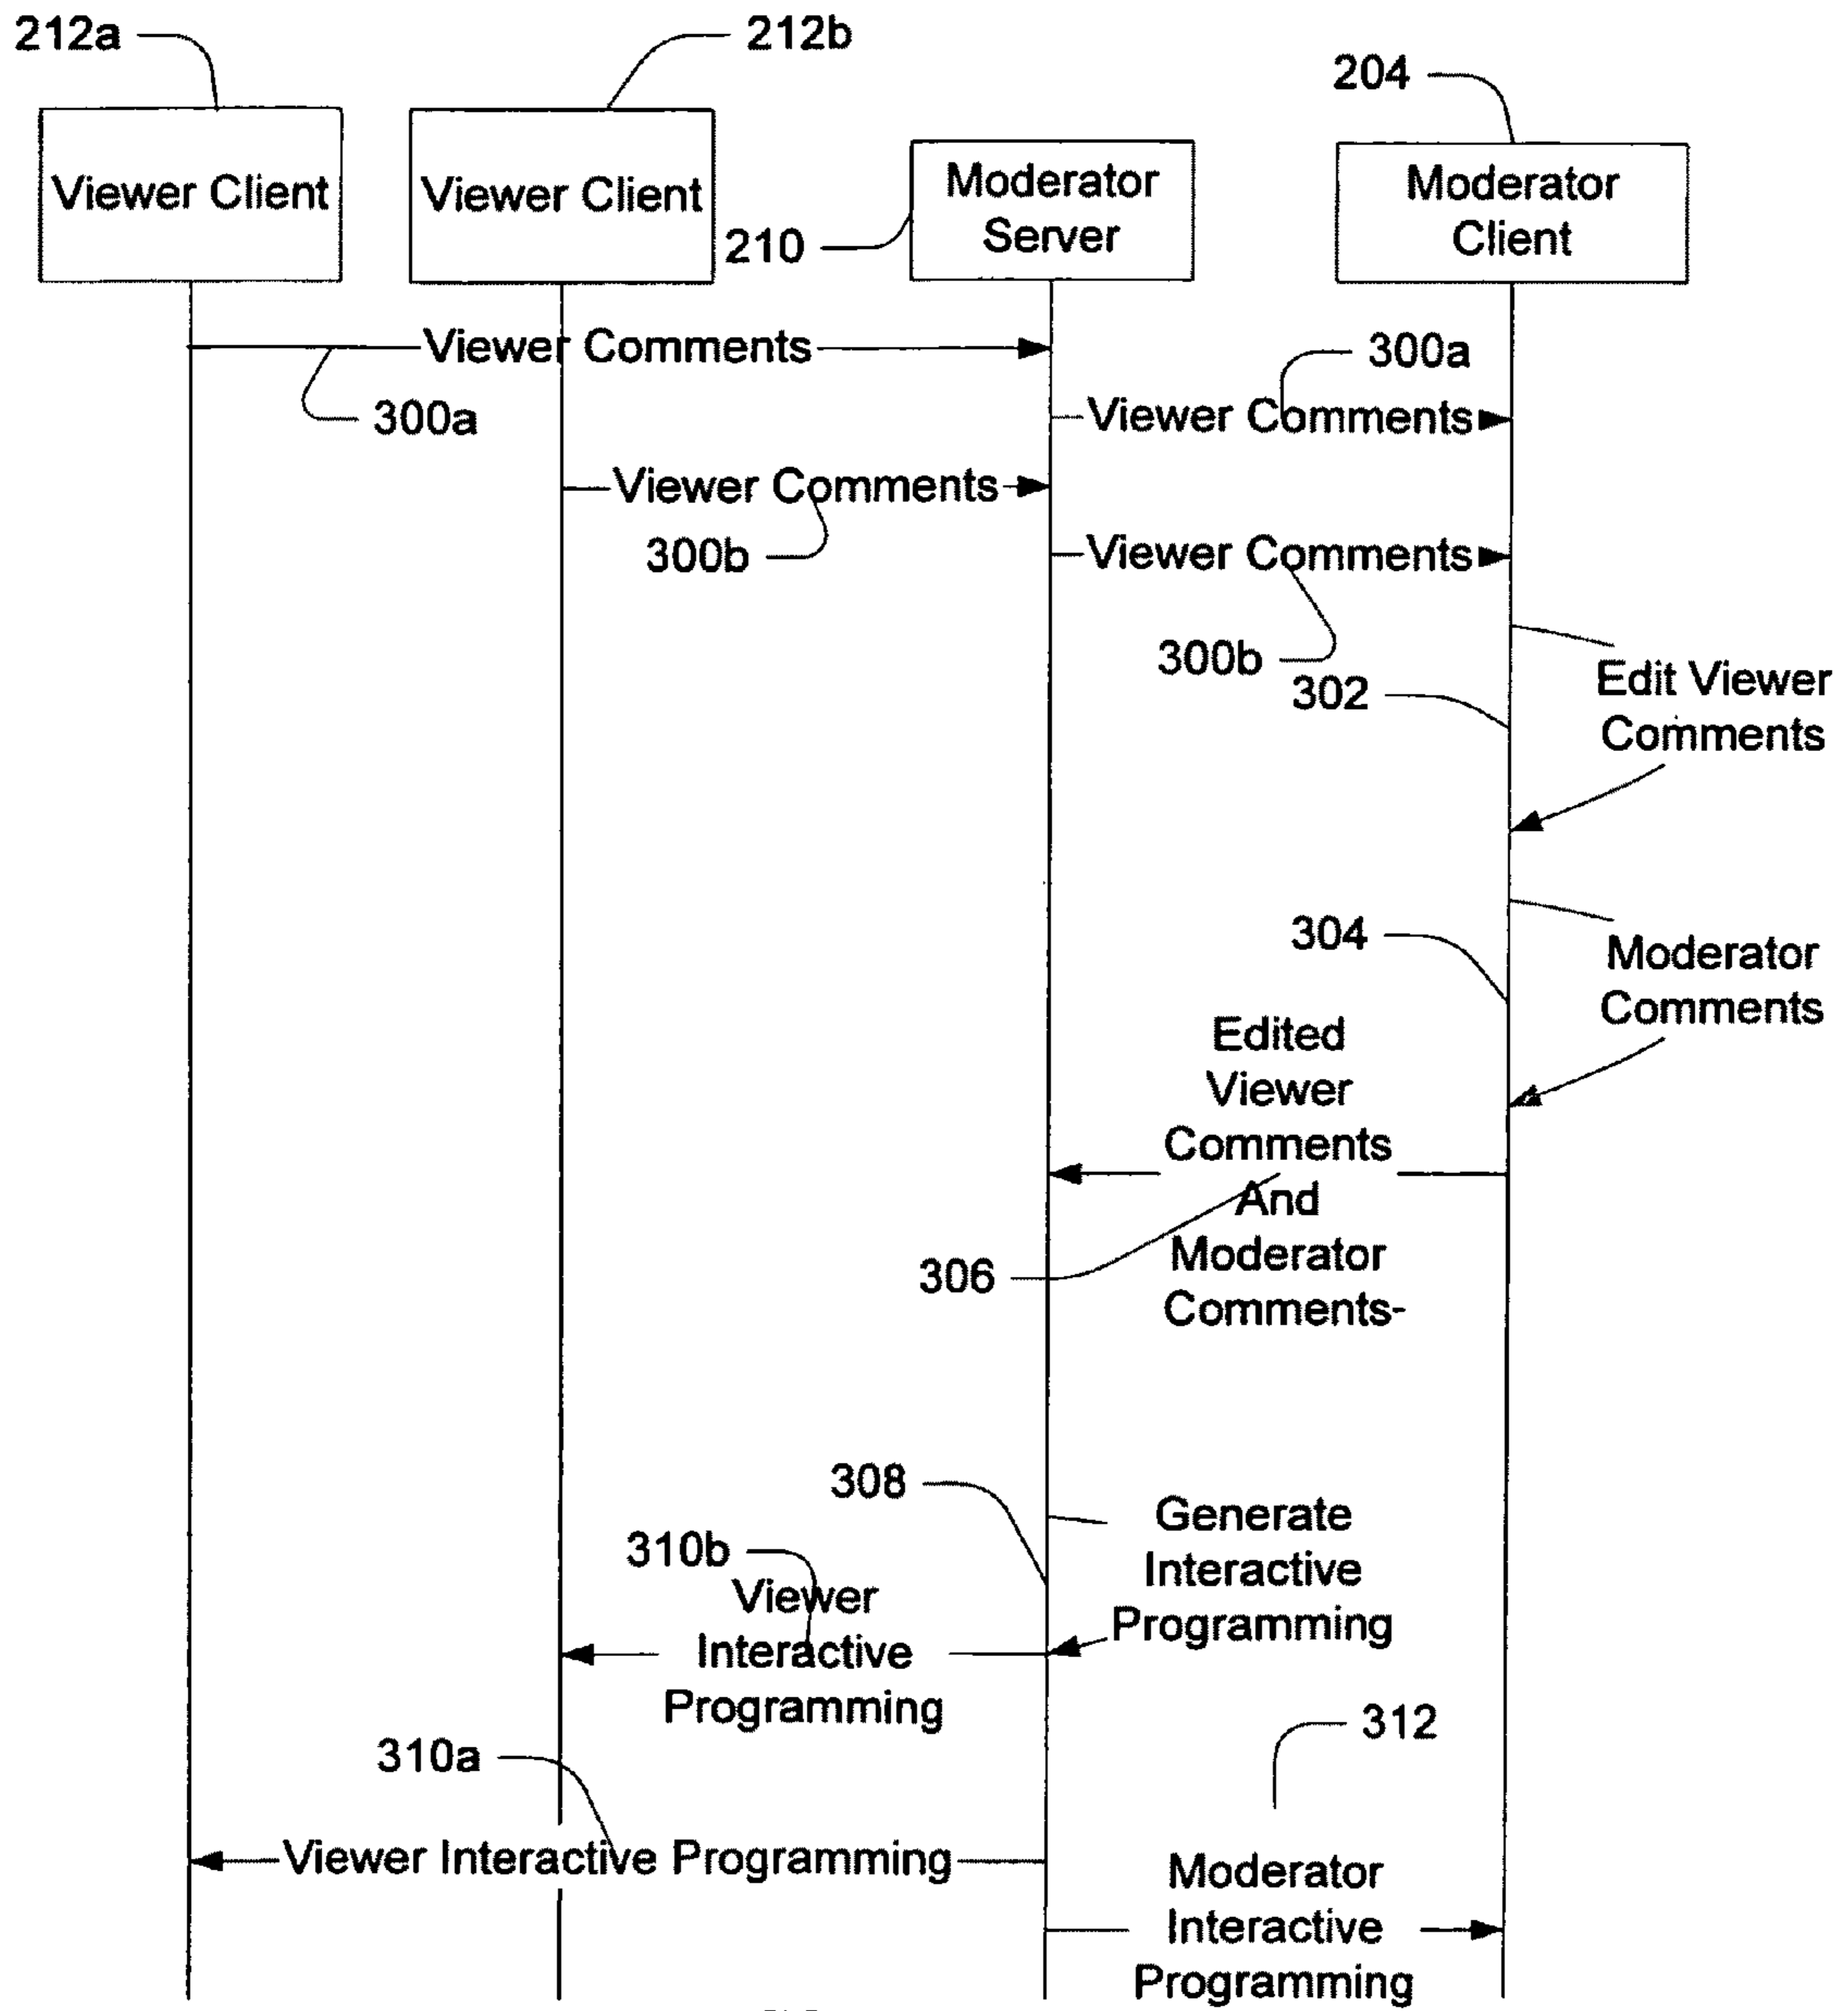 212a
212b
204
Viewer Client
Viewer Client
Moderator
Server
Moderator
Client
210
Viewer Comments
300a
300a
Viewer Comments
Viewer Comments
300b
Viewer Comments
300b
302
Edit Viewer
Comments
304
Moderator
Comments
Edited
Viewer
Comments
And
Moderator
Comments-
306
308
Generate
Interactive
Programming
310b
Viewer
Interactive
Programming
312
310a
Viewer Interactive Programming
Moderator
Interactive
Programming